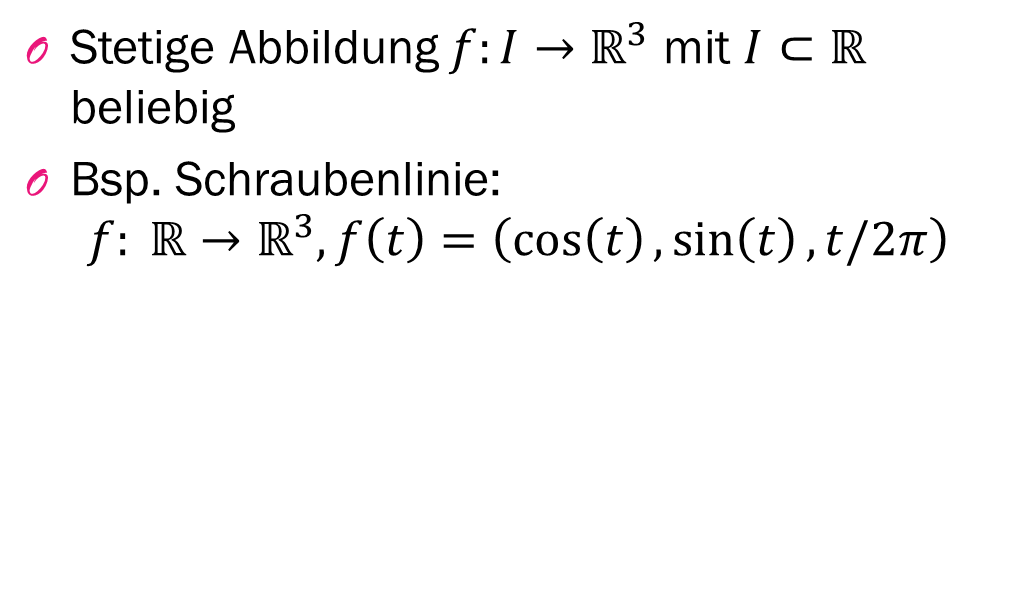 Stetige Abbildung 𝑓: 𝐼 → ℝ³ mit 𝐼 ⊂ ℝ
beliebig
Bsp. Schraubenlinie:
𝑓: ℝ → ℝ³, 𝑓(𝑡) = (cos(𝑡), sin(𝑡), 𝑡/2𝜋)